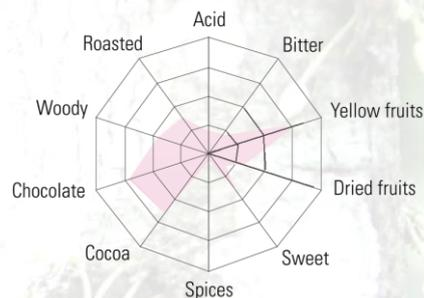 Acid
Roasted
Bitter
Woody
Yellow fruits
Chocolate
Dried fruits
Cocoa
Sweet
Spices